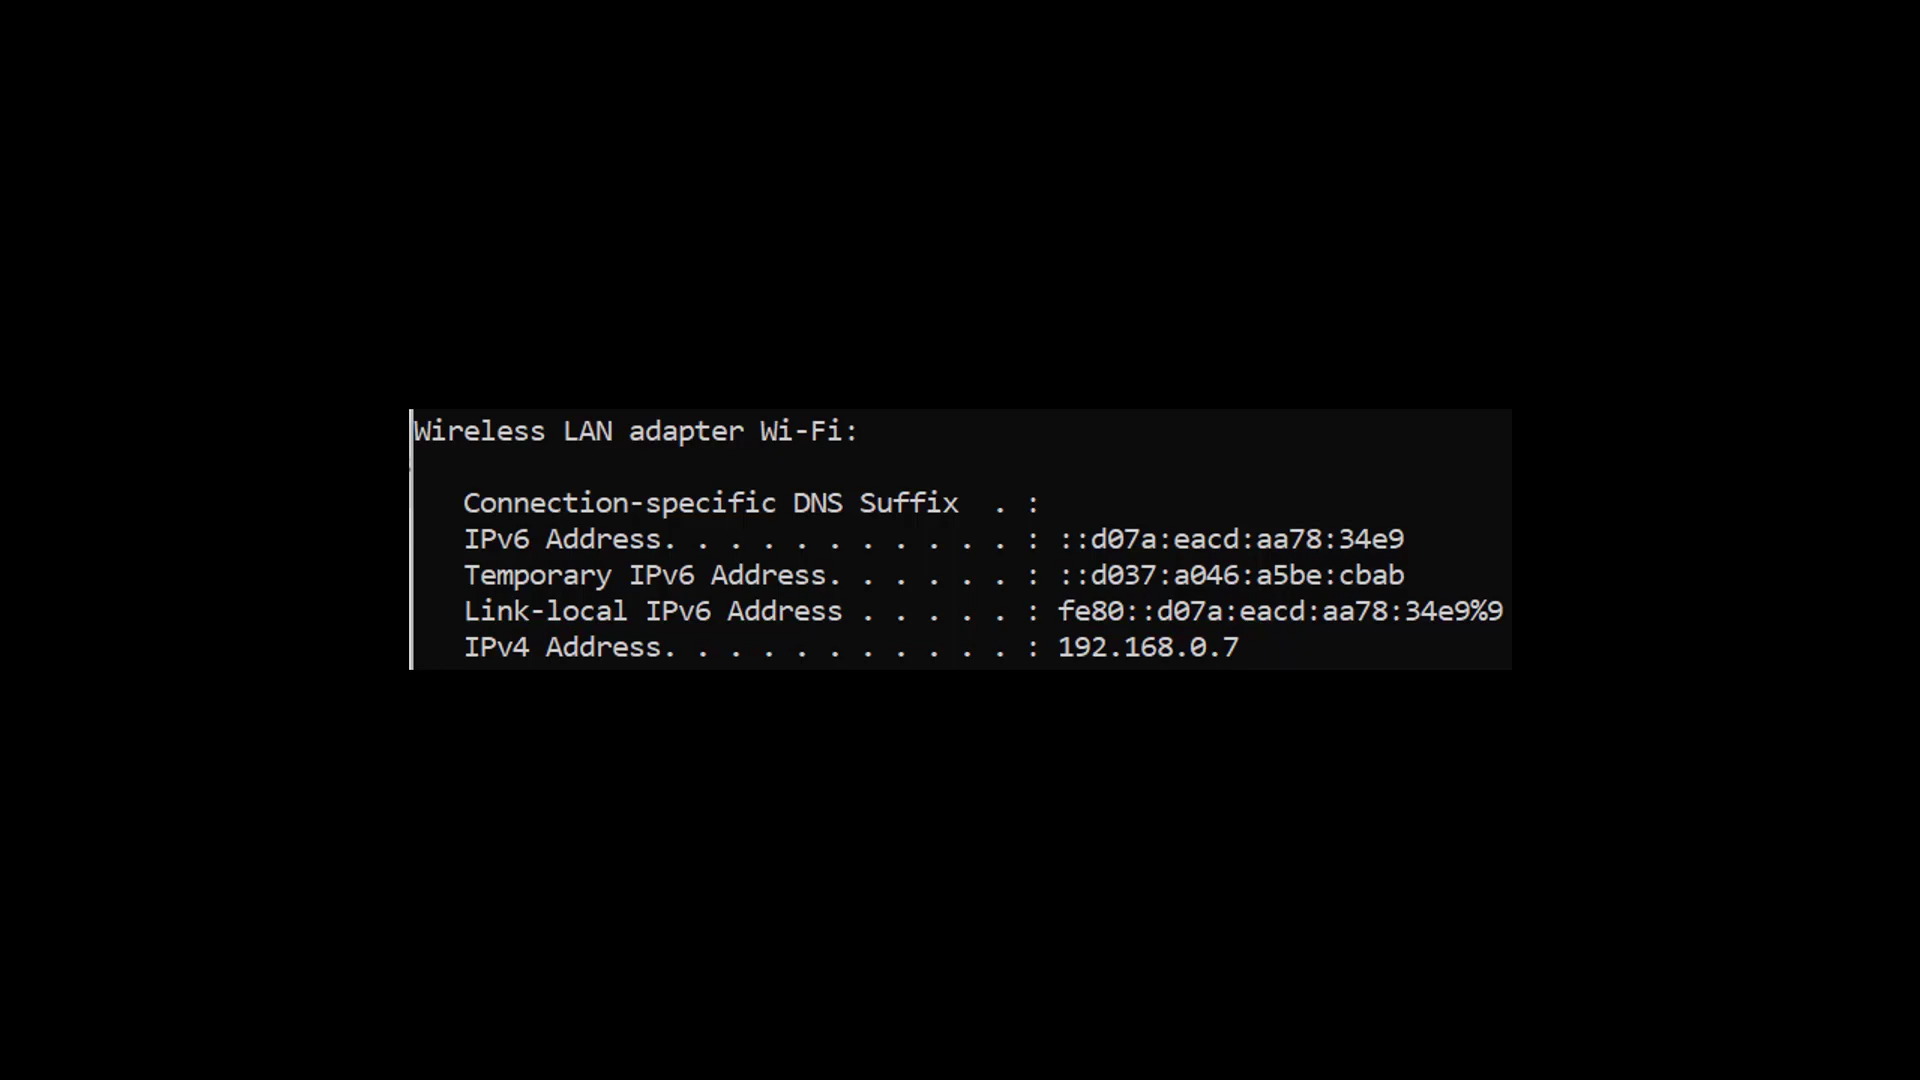 Wireless LAN adapter Wi-Fi:
Connection-specific DNS Suffix  . :
IPv6 Address. . . . . . . . . . . : ::d07a:eacd:aa78:34e9
Temporary IPv6 Address. . . . . . : ::d037:a046:a5be:cbab
Link-local IPv6 Address . . . . . : fe80::d07a:eacd:aa78:34e9%9
IPv4 Address. . . . . . . . . . . : 192.168.0.7